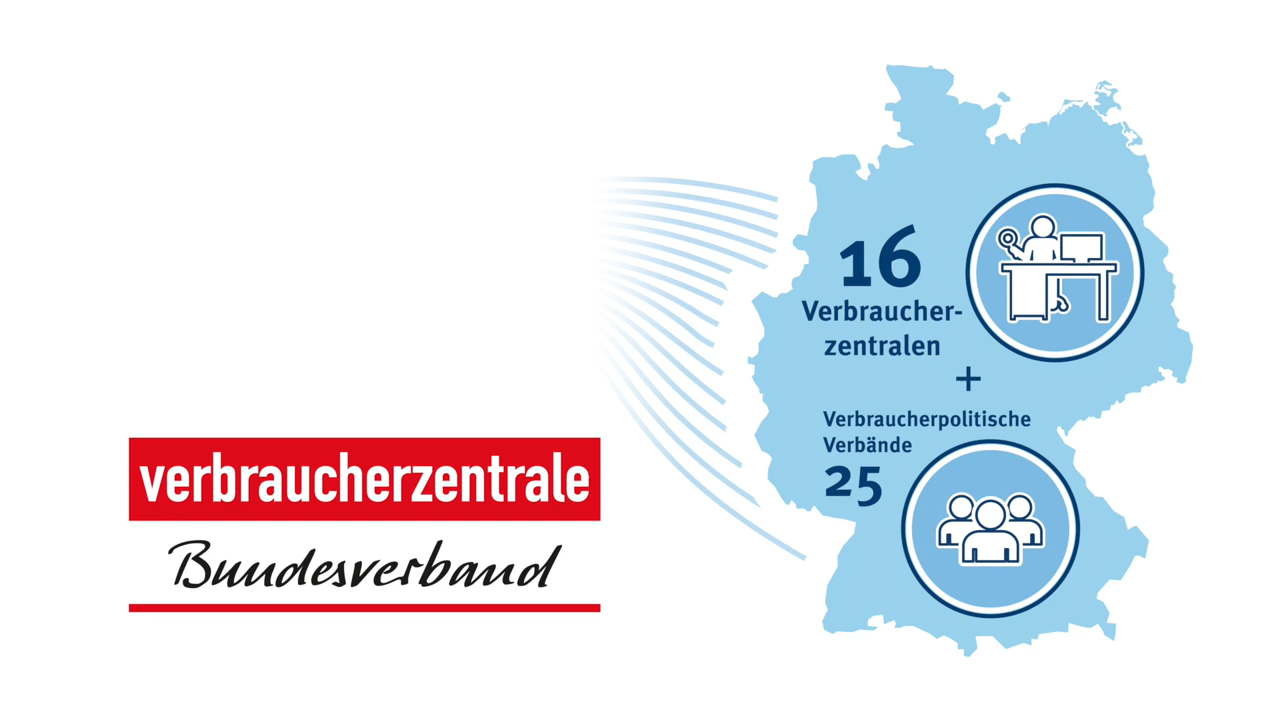 16
Verbraucher-
zentralen
+
Verbraucherpolitische
Verbände
25
verbraucherzentrale
Bundesverband